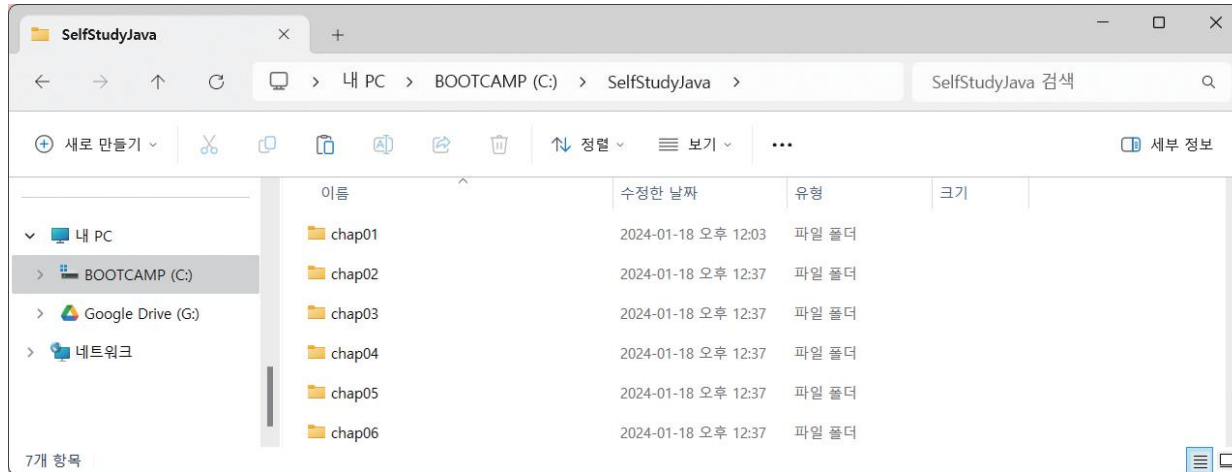 SelfStudyJava
내 PC > BOOTCAMP (C:) > SelfStudyJava >
SelfStudyJava 검색
새로 만들기
정렬
보기
세부 정보
이름 수정한 날짜 유형 크기
내 PC
BOOTCAMP (C:)
Google Drive (G:)
네트워크
chap01 2024-01-18 오후 12:03 파일 폴더
chap02 2024-01-18 오후 12:37 파일 폴더
chap03 2024-01-18 오후 12:37 파일 폴더
chap04 2024-01-18 오후 12:37 파일 폴더
chap05 2024-01-18 오후 12:37 파일 폴더
chap06 2024-01-18 오후 12:37 파일 폴더
7개 항목